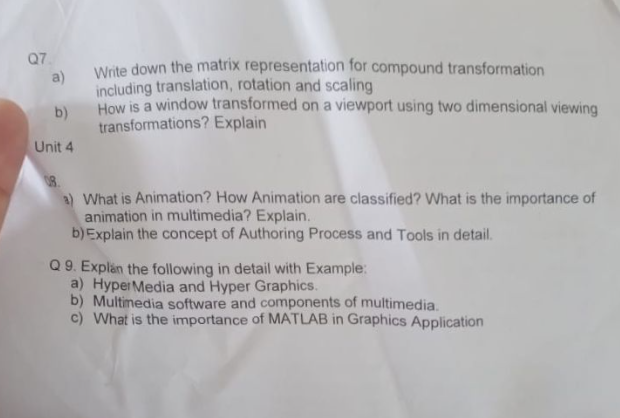 Q7.
a) Write down the matrix representation for compound transformation
including translation, rotation and scaling
b) How is a window transformed on a viewport using two dimensional viewing
transformations? Explain
Unit 4
8.
a) What is Animation? How Animation are classified? What is the importance of
animation in multimedia? Explain.
b) Explain the concept of Authoring Process and Tools in detail.
Q 9. Explan the following in detail with Example:
a) Hyper Media and Hyper Graphics.
b) Multimedia software and components of multimedia.
c) What is the importance of MATLAB in Graphics Application